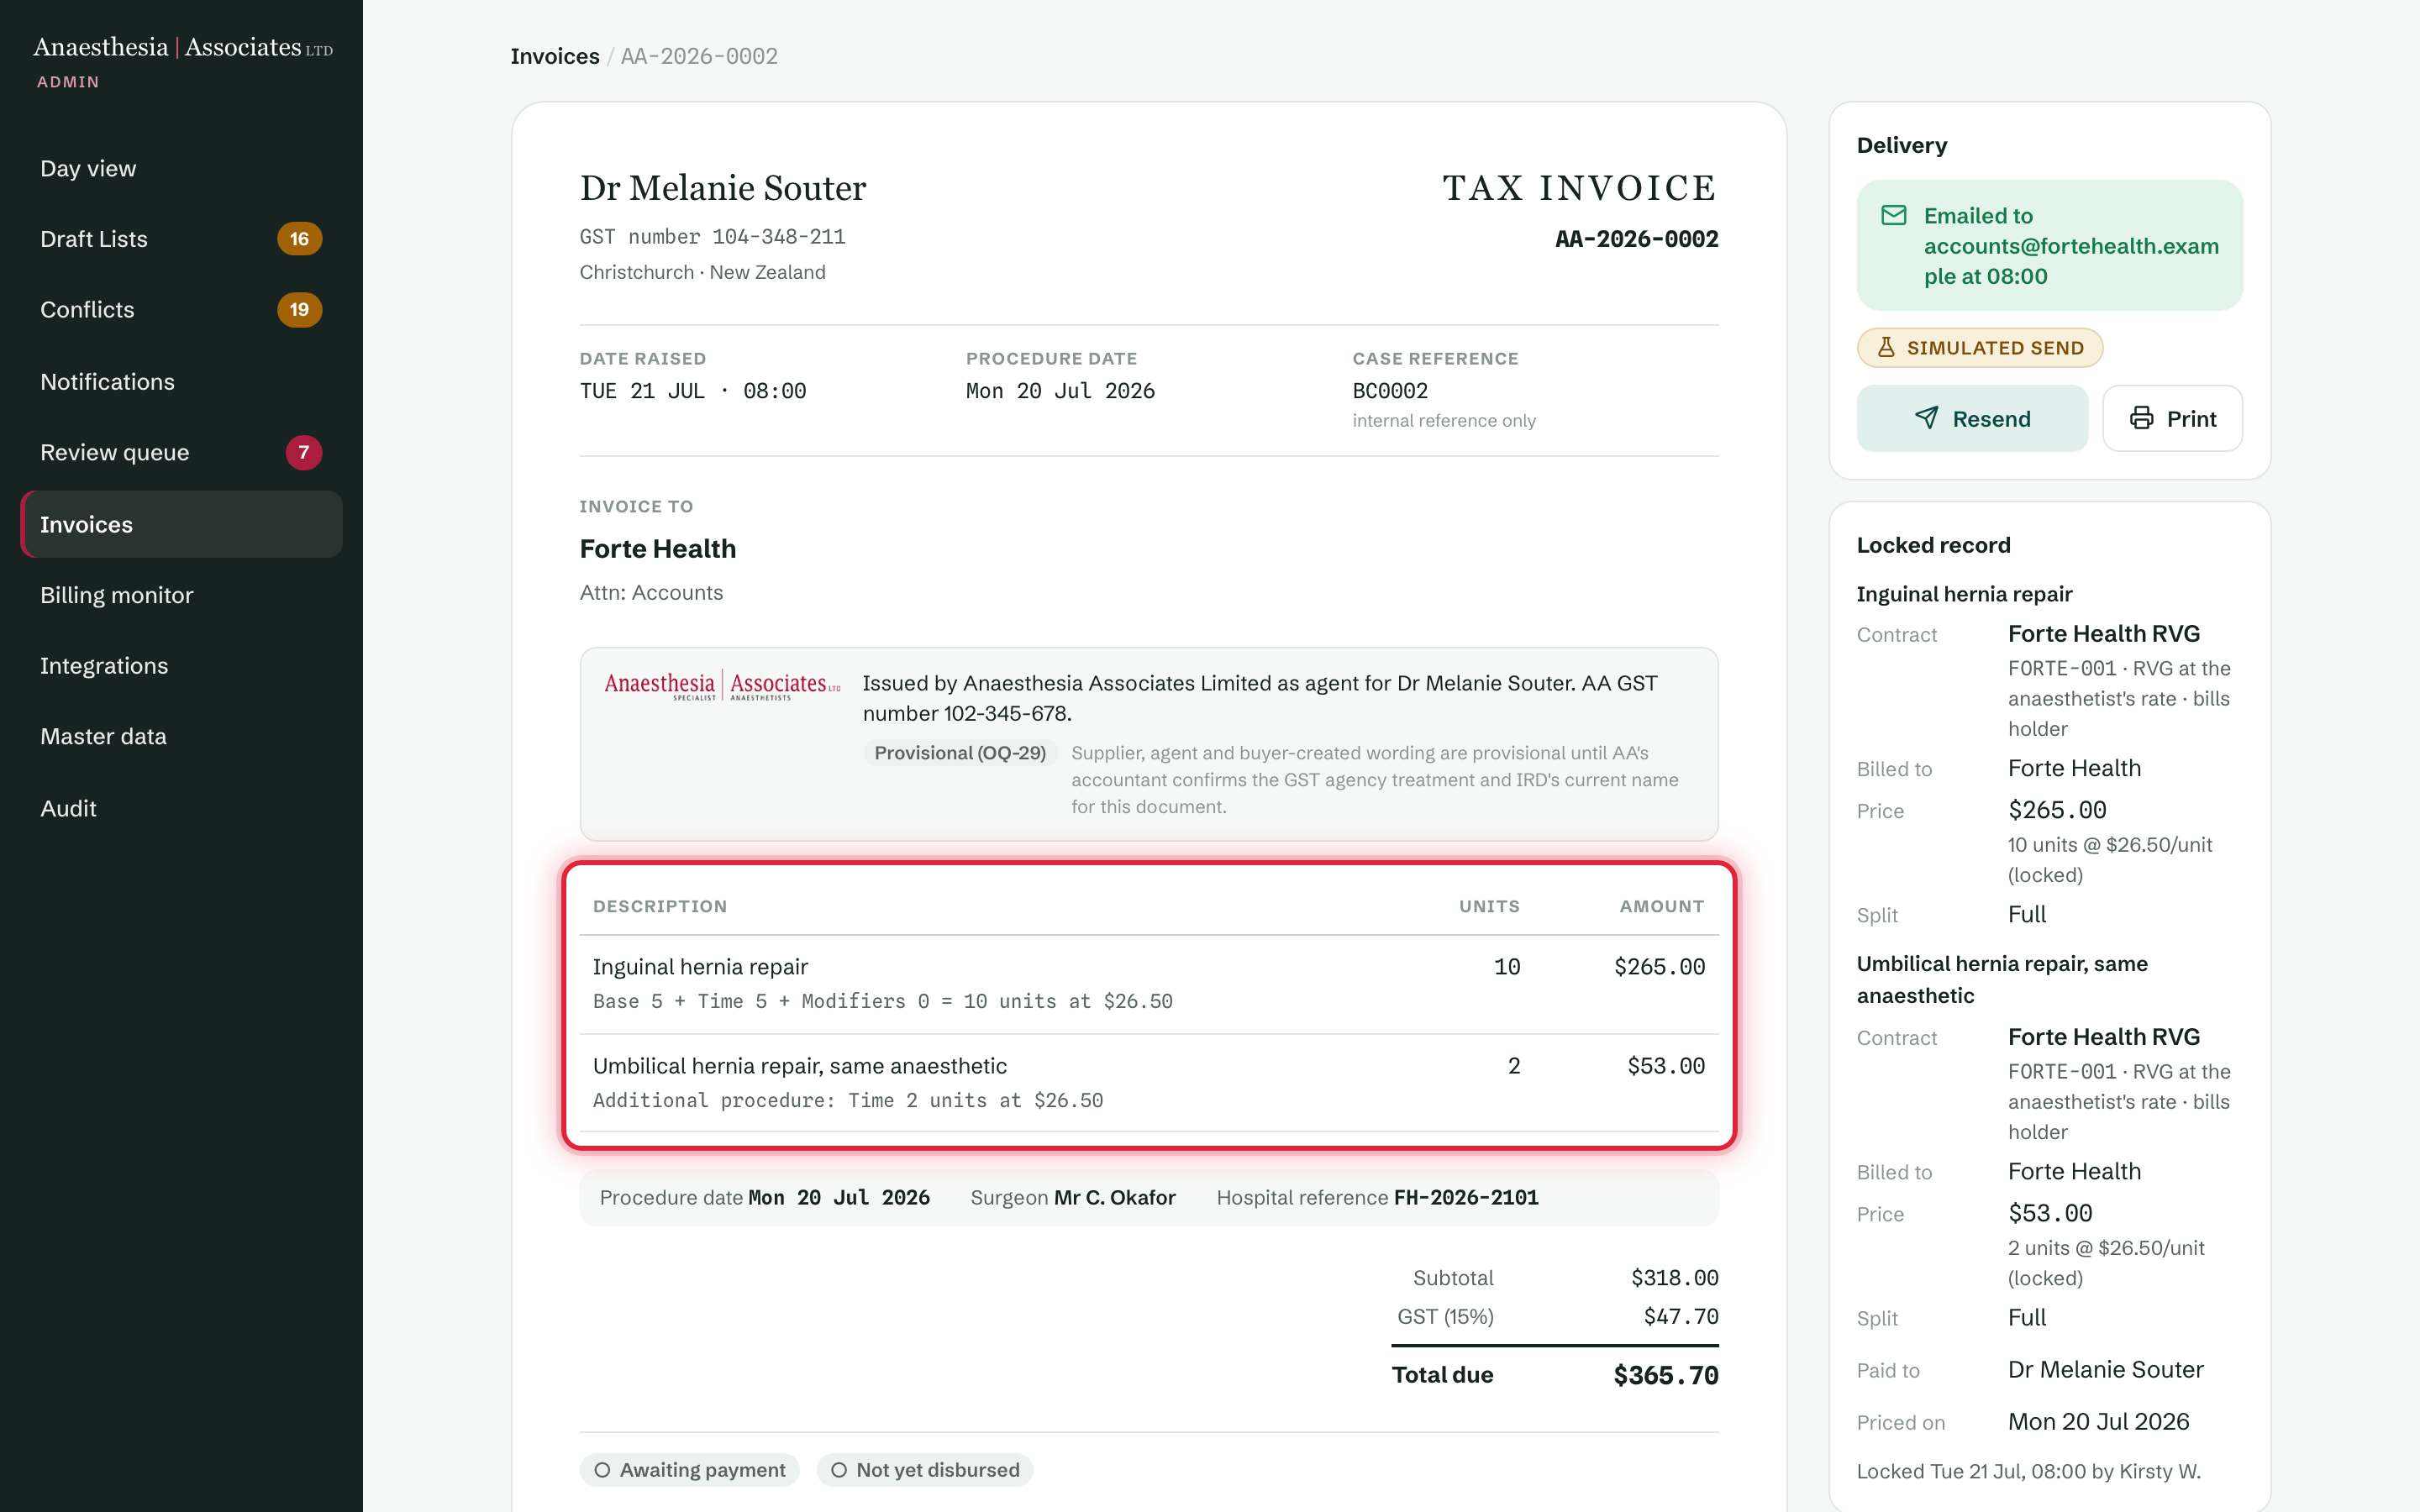 Anaesthesia | Associates LTD
ADMIN
Day view
Draft Lists 16
Conflicts 19
Notifications
Review queue 7
Invoices
Billing monitor
Integrations
Master data
Audit
Invoices / AA-2026-0002
Dr Melanie Souter
GST number 104-348-211
Christchurch · New Zealand
TAX INVOICE
AA-2026-0002
DATE RAISED
TUE 21 JUL · 08:00
PROCEDURE DATE
Mon 20 Jul 2026
CASE REFERENCE
BC0002
internal reference only
INVOICE TO
Forte Health
Attn: Accounts
Anaesthesia | Associates LTD
SPECIALIST ANAESTHETISTS
Issued by Anaesthesia Associates Limited as agent for Dr Melanie Souter. AA GST
number 102-345-678.
Provisional (OQ-29)
Supplier, agent and buyer-created wording are provisional until AA's
accountant confirms the GST agency treatment and IRD's current name
for this document.
DESCRIPTION UNITS AMOUNT
Inguinal hernia repair 10 $265.00
Base 5 + Time 5 + Modifiers 0 = 10 units at $26.50
Umbilical hernia repair, same anaesthetic 2 $53.00
Additional procedure: Time 2 units at $26.50
Procedure date Mon 20 Jul 2026 Surgeon Mr C. Okafor Hospital reference FH-2026-2101
Subtotal $318.00
GST (15%) $47.70
Total due $365.70
Awaiting payment Not yet disbursed
Delivery
Emailed to
accounts@fortehealth.exam
ple at 08:00
SIMULATED SEND
Resend Print
Locked record
Inguinal hernia repair
Contract Forte Health RVG
FORTE-001 · RVG at the
anaesthetist's rate · bills
holder
Billed to Forte Health
Price $265.00
10 units @ $26.50/unit
(locked)
Split Full
Umbilical hernia repair, same
anaesthetic
Contract Forte Health RVG
FORTE-001 · RVG at the
anaesthetist's rate · bills
holder
Billed to Forte Health
Price $53.00
2 units @ $26.50/unit
(locked)
Split Full
Paid to Dr Melanie Souter
Priced on Mon 20 Jul 2026
Locked Tue 21 Jul, 08:00 by Kirsty W.